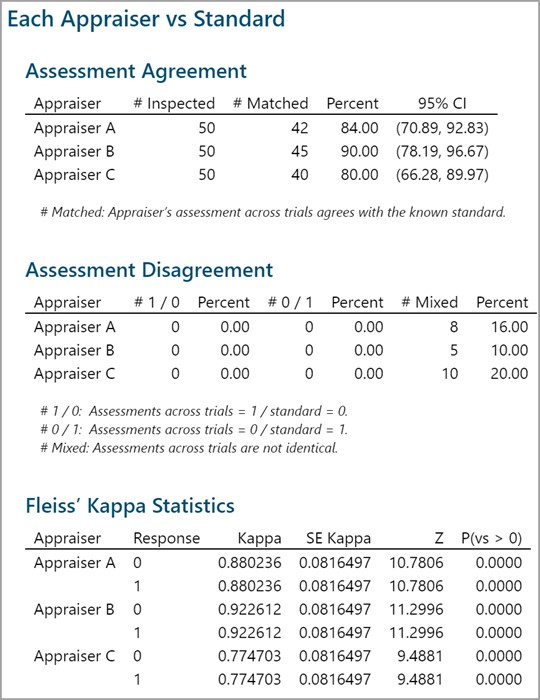 Each Appraiser vs Standard
Assessment Agreement
Appraiser # Inspected # Matched Percent 95% CI
Appraiser A 50 42 84.00 (70.89, 92.83)
Appraiser B 50 45 90.00 (78.19, 96.67)
Appraiser C 50 40 80.00 (66.28, 89.97)
# Matched: Appraiser's assessment across trials agrees with the known standard.
Assessment Disagreement
Appraiser # 1 / 0 Percent # 0 / 1 Percent # Mixed Percent
Appraiser A 0 0.00 0 0.00 8 16.00
Appraiser B 0 0.00 0 0.00 5 10.00
Appraiser C 0 0.00 0 0.00 10 20.00
# 1 / 0: Assessments across trials = 1 / standard = 0.
# 0 / 1: Assessments across trials = 0 / standard = 1.
# Mixed: Assessments across trials are not identical.
Fleiss' Kappa Statistics
Appraiser Response Kappa SE Kappa Z P(vs > 0)
Appraiser A 0 0.880236 0.0816497 10.7806 0.0000
1 0.880236 0.0816497 10.7806 0.0000
Appraiser B 0 0.922612 0.0816497 11.2996 0.0000
1 0.922612 0.0816497 11.2996 0.0000
Appraiser C 0 0.774703 0.0816497 9.4881 0.0000
1 0.774703 0.0816497 9.4881 0.0000